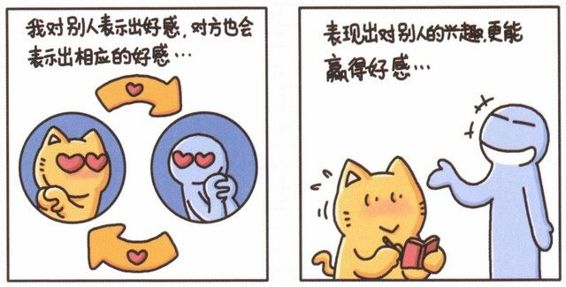 我对别人表示出好感，对方也会
表示出相应的好感…
表现出对别人的兴趣，更能
赢得好感…